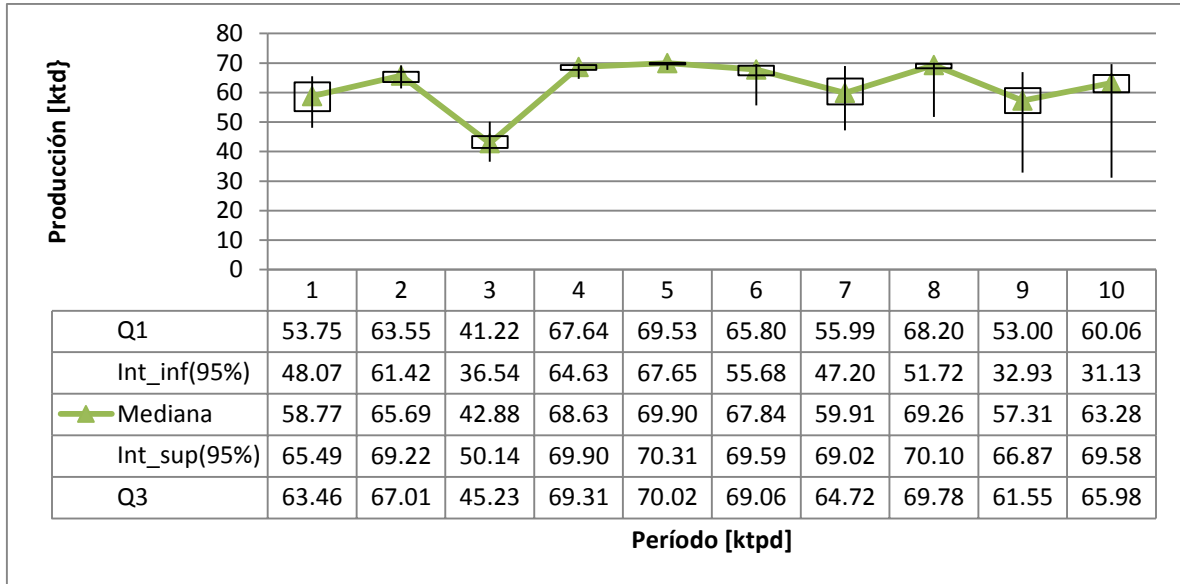 Producción [ktd}
80
70
60
50
40
30
20
10
0
1 2 3 4 5 6 7 8 9 10
Q1 53.75 63.55 41.22 67.64 69.53 65.80 55.99 68.20 53.00 60.06
Int_inf(95%) 48.07 61.42 36.54 64.63 67.65 55.68 47.20 51.72 32.93 31.13
Mediana 58.77 65.69 42.88 68.63 69.90 67.84 59.91 69.26 57.31 63.28
Int_sup(95%) 65.49 69.22 50.14 69.90 70.31 69.59 69.02 70.10 66.87 69.58
Q3 63.46 67.01 45.23 69.31 70.02 69.06 64.72 69.78 61.55 65.98
Período [ktpd]